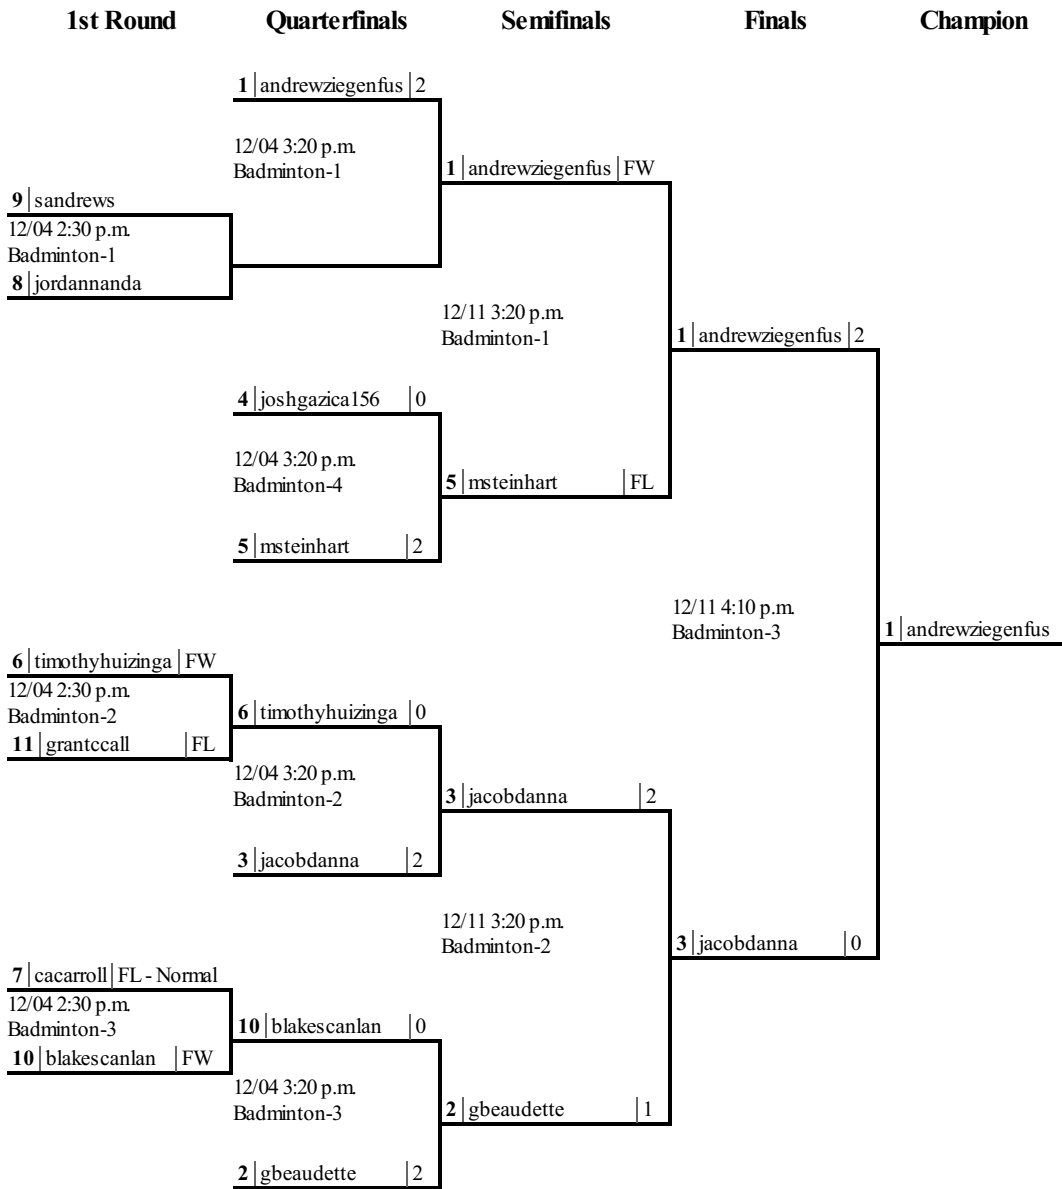 1st Round Quarterfinals Semifinals Finals Champion
1 andrewziegenfus 2
12/04 3:20 p.m.
Badminton-1
1 andrewziegenfus FW
9 sandrews
12/04 2:30 p.m.
Badminton-1
8 jordannanda
12/11 3:20 p.m.
Badminton-1
1 andrewziegenfus 2
4 joshgazica156 0
12/04 3:20 p.m.
Badminton-4
5 msteinhart FL
5 msteinhart 2
12/11 4:10 p.m.
Badminton-3
1 andrewziegenfus
6 timothyhuizinga FW
12/04 2:30 p.m.
Badminton-2
11 grantccall FL
6 timothyhuizinga 0
12/04 3:20 p.m.
Badminton-2
3 jacobdanna 2
3 jacobdanna 2
12/11 3:20 p.m.
Badminton-2
3 jacobdanna 0
7 cacarroll FL - Normal
12/04 2:30 p.m.
Badminton-3
10 blakescanlan FW
10 blakescanlan 0
12/04 3:20 p.m.
Badminton-3
2 gbeaudette 1
2 gbeaudette 2